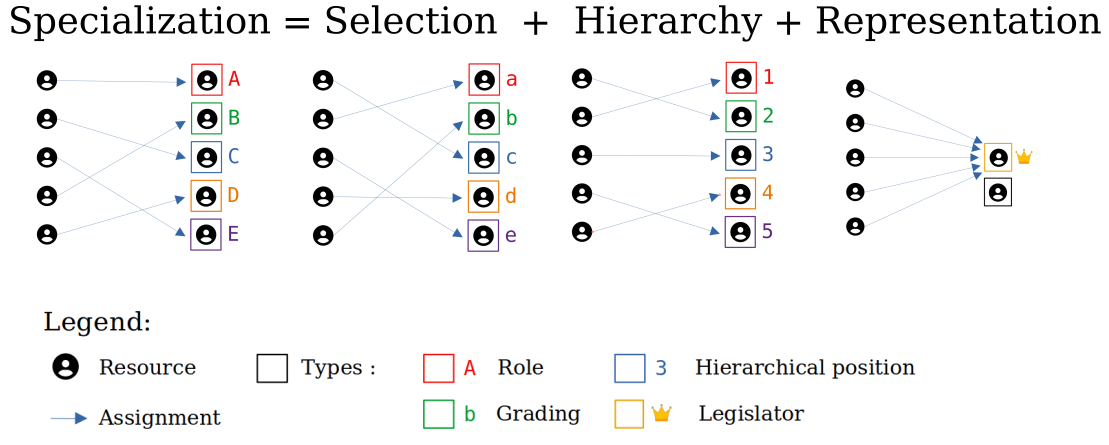 Specialization = Selection + Hierarchy + Representation
A a 1
B b 2
C c 3
D d 4
E e 5
Legend:
Resource Types : A Role 3 Hierarchical position
Assignment b Grading Legislator